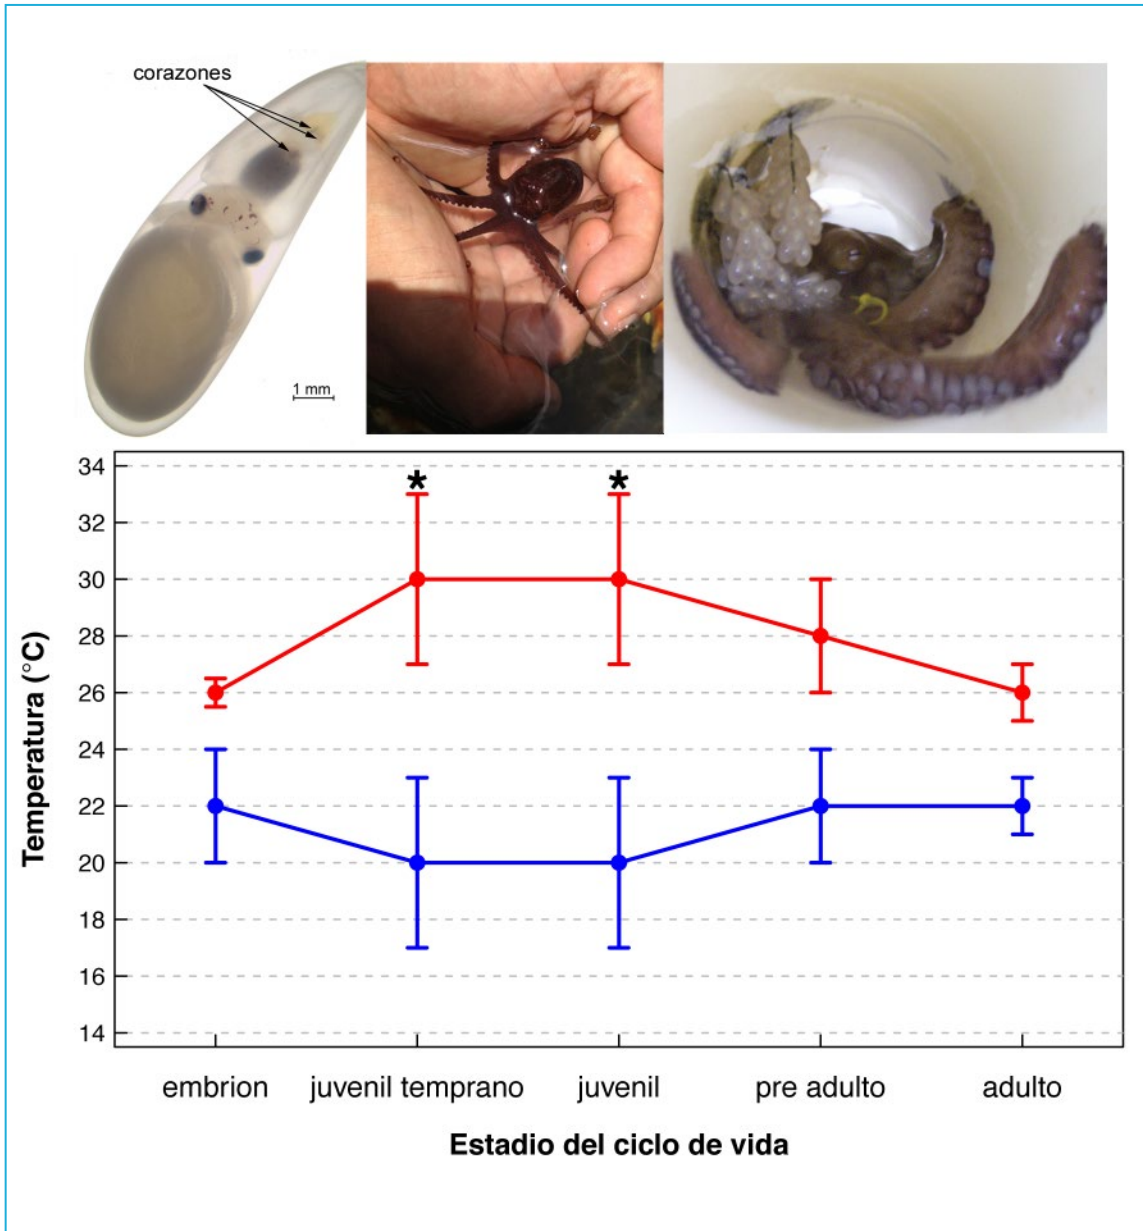 corazones
1 mm
*
*
34
32
30
28
26
24
22
20
18
16
14
Temperatura (°C)
embrion juvenil temprano juvenil pre adulto adulto
Estadio del ciclo de vida